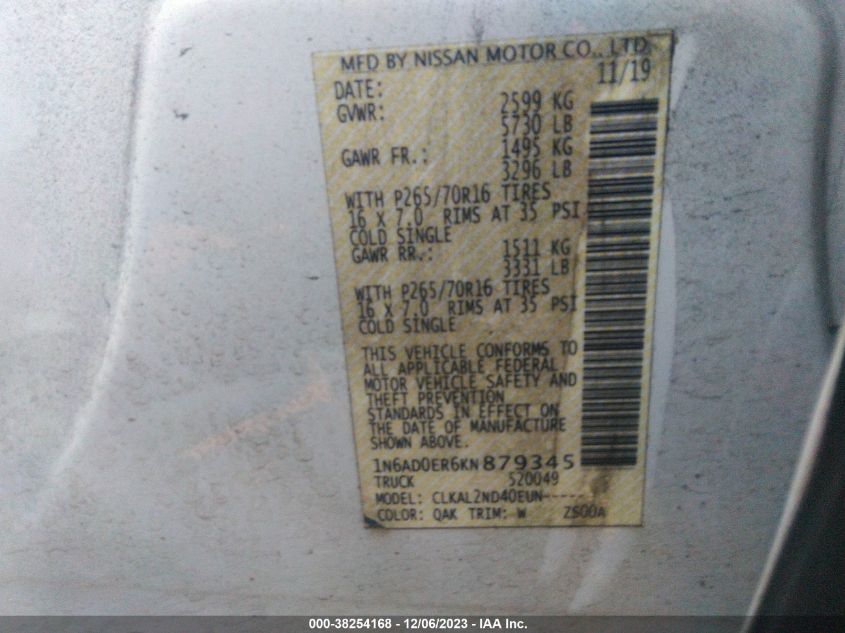 MFD BY NISSAN MOTOR CO., LTD.
DATE: 11/19
GVWR: 2599 KG
5730 LB
GAWR FR.: 1495 KG
3296 LB
WITH P265/70R16 TIRES
16 X 7.0 RIMS AT 35 PSI
COLD SINGLE
GAWR RR.: 1511 KG
3331 LB
WITH P265/70R16 TIRES
16 X 7.0 RIMS AT 35 PSI
COLD SINGLE
THIS VEHICLE CONFORMS TO
ALL APPLICABLE FEDERAL
MOTOR VEHICLE SAFETY AND
THEFT PREVENTION
STANDARDS IN EFFECT ON
THE DATE OF MANUFACTURE
SHOWN ABOVE.
1N6AD0ER6KN879345
TRUCK 520049
MODEL: CLKAL2ND40EUN-----
COLOR: QAK TRIM: W ZS00A
000-38254168 - 12/06/2023 - IAA Inc.